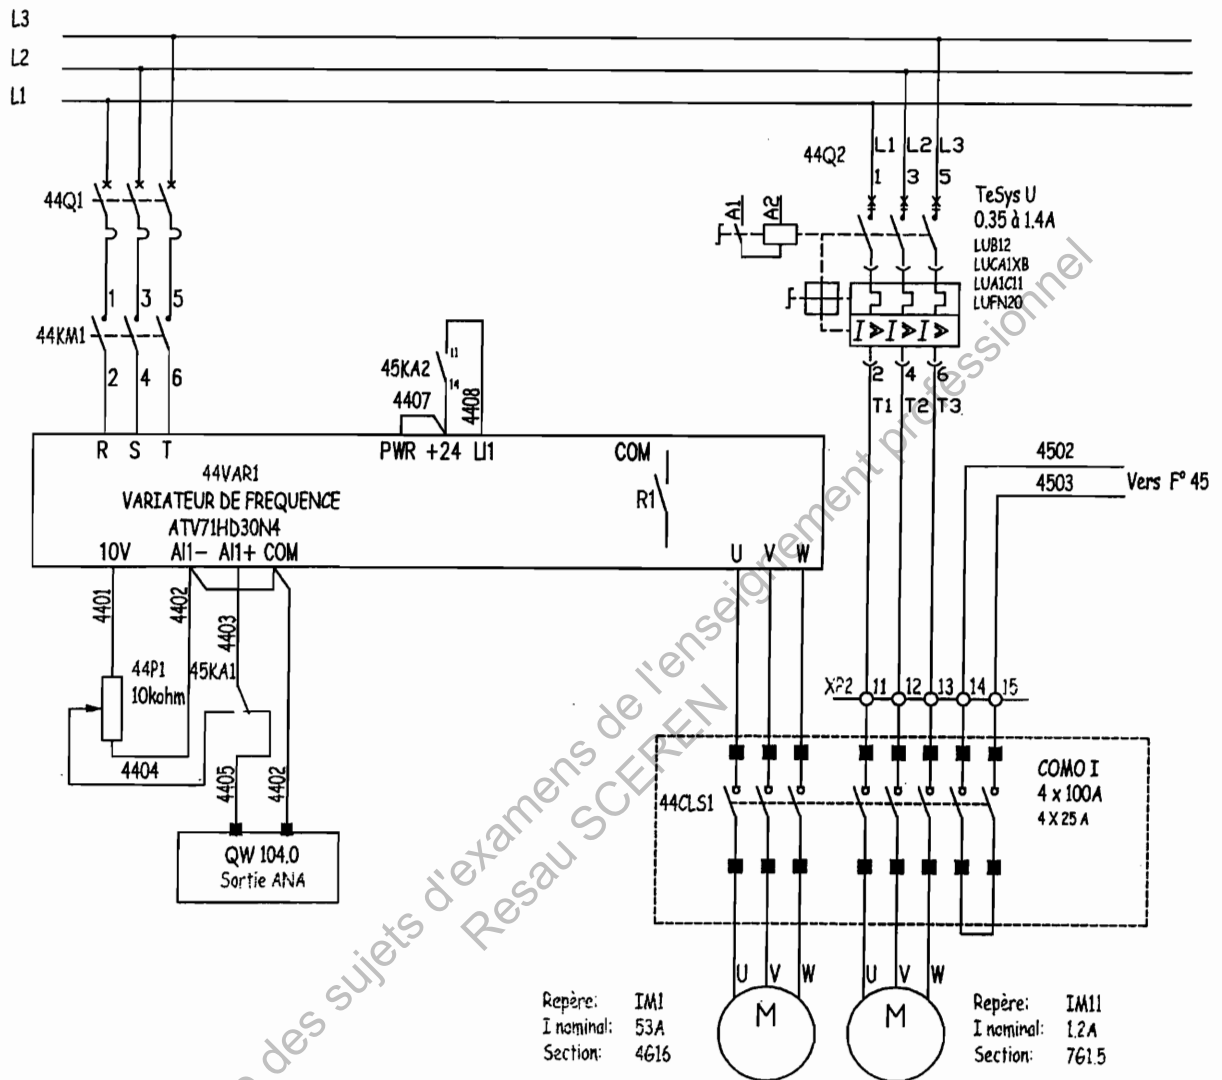 L3
L2
L1
44Q1
1 3 5
44KM1
2 4 6
44Q2
L1 L2 L3
1 3 5
A1 A2
TeSys U
0.35 à 1.4A
LUB12
LUCA1XB
LUA1C11
LUFN20
I> I> I>
2 4 6
T1 T2 T3
45KA2
11
14
4407
4408
R S T
PWR +24 LI1
COM
R1
44VAR1
VARIATEUR DE FREQUENCE
ATV71HD30N4
10V AI1- AI1+ COM
U V W
4502
4503
Vers F° 45
4401
4402
4403
44P1
10kohm
45KA1
4404
4405
4402
QW 104.0
Sortie ANA
XP2 11 12 13 14 15
44CLS1
COMO I
4 x 100A
4 X 25 A
U V W
U V W
M
M
Repère: IM1
I nominal: 53A
Section: 4G16
Repère: IM11
I nominal: 1.2A
Section: 7G1.5
des sujets d'examens de l'enseignement professionnel
Resau SCEREN